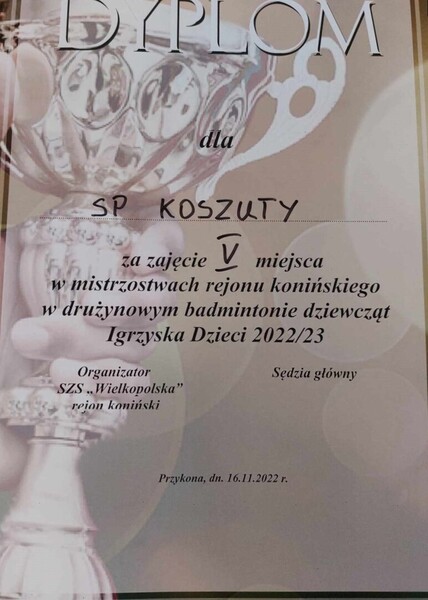 DYPLOM
dla
SP KOSZUTY
za zajęcie V miejsca
w mistrzostwach rejonu konińskiego
w drużynowym badmintonie dziewcząt
Igrzyska Dzieci 2022/23
Organizator Sędzia główny
SZS „Wielkopolska”
rejon koniński
Przykona, dn. 16.11.2022 r.